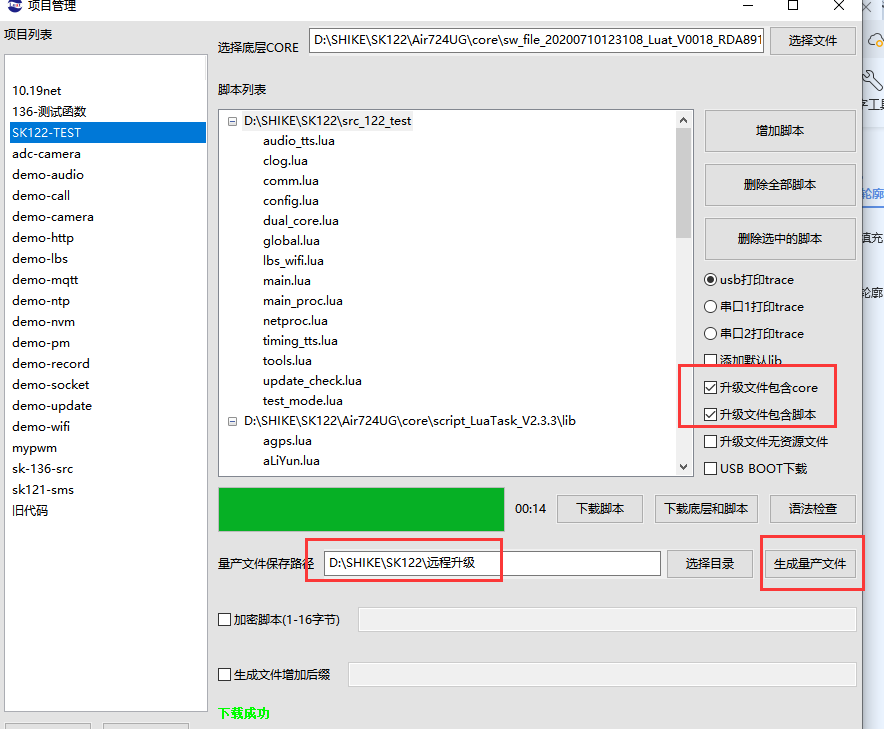 项目管理
项目列表
10.19net
136-测试函数
SK122-TEST
adc-camera
demo-audio
demo-call
demo-camera
demo-http
demo-lbs
demo-mqtt
demo-ntp
demo-nvm
demo-pm
demo-record
demo-socket
demo-update
demo-wifi
mypwm
sk-136-src
sk121-sms
旧代码
选择底层CORE
D:\SHIKE\SK122\Air724UG\core\sw_file_20200710123108_Luat_V0018_RDA891
选择文件
脚本列表
D:\SHIKE\SK122\src_122_test
audio_tts.lua
clog.lua
comm.lua
config.lua
dual_core.lua
global.lua
lbs_wifi.lua
main.lua
main_proc.lua
netproc.lua
timing_tts.lua
tools.lua
update_check.lua
test_mode.lua
D:\SHIKE\SK122\Air724UG\core\script_LuaTask_V2.3.3\lib
agps.lua
aLiYun.lua
增加脚本
删除全部脚本
删除选中的脚本
usb打印trace
串口1打印trace
串口2打印trace
添加默认lib
升级文件包含core
升级文件包含脚本
升级文件无资源文件
USB BOOT下载
00:14
下载脚本
下载底层和脚本
语法检查
量产文件保存路径
D:\SHIKE\SK122\远程升级
选择目录
生成量产文件
加密脚本(1-16字节)
生成文件增加后缀
下载成功
轮廓
填充
轮廓